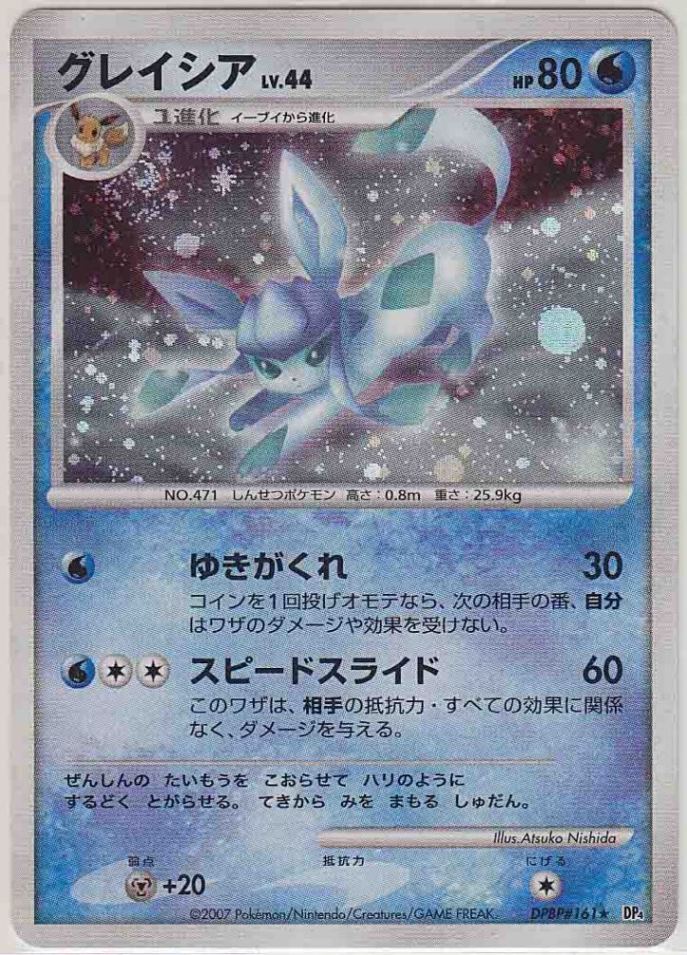 グレイシア LV.44 HP 80
1進化 イーブイから進化
NO.471 しんせつポケモン 高さ：0.8m 重さ：25.9kg
ゆきがくれ 30
コインを1回投げオモテなら、次の相手の番、自分
はワザのダメージや効果を受けない。
スピードスライド 60
このワザは、相手の抵抗力・すべての効果に関係
なく、ダメージを与える。
ぜんしんの たいもうを こおらせて ハリのように
するどく とがらせる。 てきから みを まもる しゅだん。
Illus.Atsuko Nishida
弱点 抵抗力 にげる
+20
©2007 Pokémon/Nintendo/Creatures/GAME FREAK. DPBP#161★ DP4